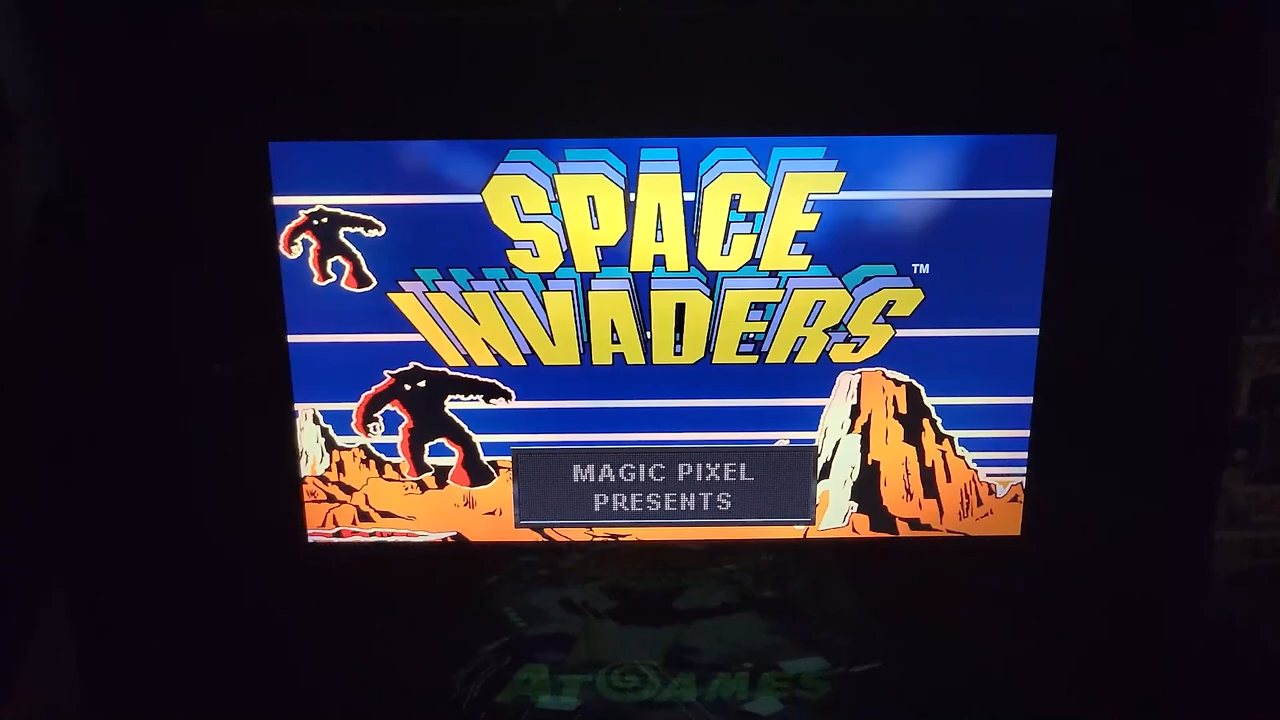 SPACE
INVADERS
TM
MAGIC PIXEL
PRESENTS
ATGAMES